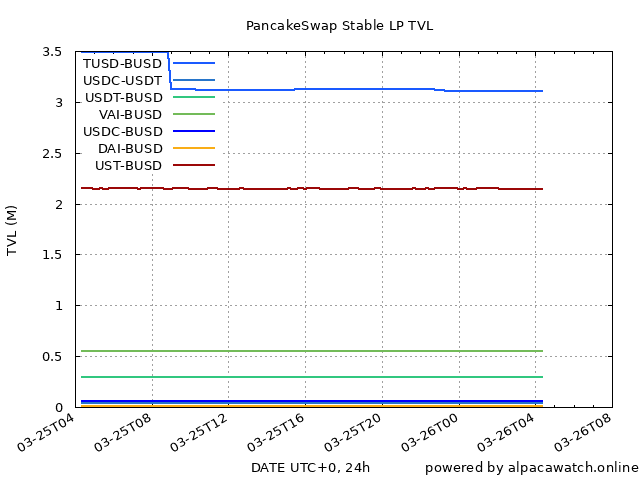 PancakeSwap Stable LP TVL
3.5
3
2.5
2
1.5
1
0.5
0
TVL (M)
TUSD-BUSD
USDC-USDT
USDT-BUSD
VAI-BUSD
USDC-BUSD
DAI-BUSD
UST-BUSD
03-25T04
03-25T08
03-25T12
03-25T16
03-25T20
03-26T00
03-26T04
03-26T08
DATE UTC+0, 24h
powered by alpacawatch.online